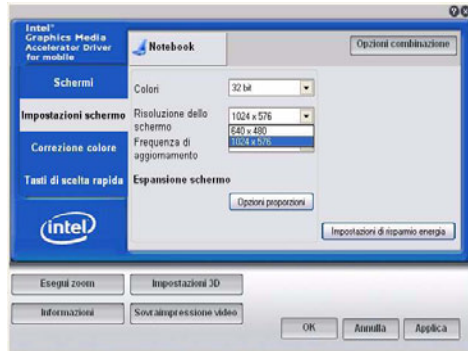 Intel®
Graphics Media
Accelerator Driver
for mobile
Notebook
Opzioni combinazione
Schermi
Impostazioni schermo
Correzione colore
Tasti di scelta rapida
intel
Colori
32 bit
Risoluzione dello
schermo
1024 x 576
640 x 480
1024 x 576
Frequenza di
aggiornamento
Espansione schermo
Opzioni proporzioni
Impostazioni di risparmio energia
Esegui zoom
Impostazioni 3D
Informazioni
Sovraimpressione video
OK
Annulla
Applica